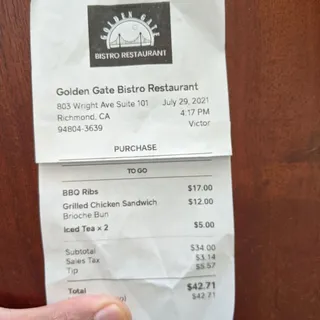 GOLDEN GATE
BISTRO RESTAURANT
Golden Gate Bistro Restaurant
803 Wright Ave Suite 101 July 29, 2021
Richmond, CA 4:17 PM
94804-3639 Victor
PURCHASE
TO GO
BBQ Ribs $17.00
Grilled Chicken Sandwich $12.00
Brioche Bun
Iced Tea x 2 $5.00
Subtotal $34.00
Sales Tax $3.14
Tip $5.57
Total $42.71
$42.71